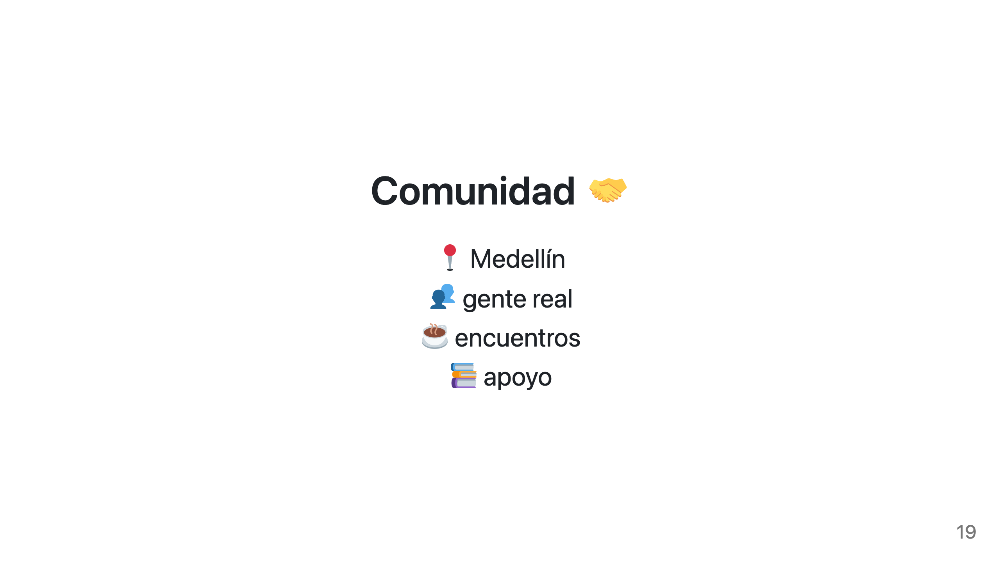 Comunidad 🤝
📍 Medellín
👥 gente real
☕ encuentros
📚 apoyo
19